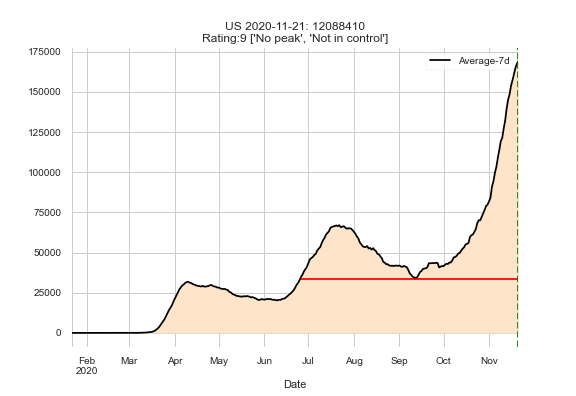 US 2020-11-21: 12088410
Rating:9 ['No peak', 'Not in control']
175000
150000
125000
100000
75000
50000
25000
0
Average-7d
Feb Mar Apr May Jun Jul Aug Sep Oct Nov
2020
Date